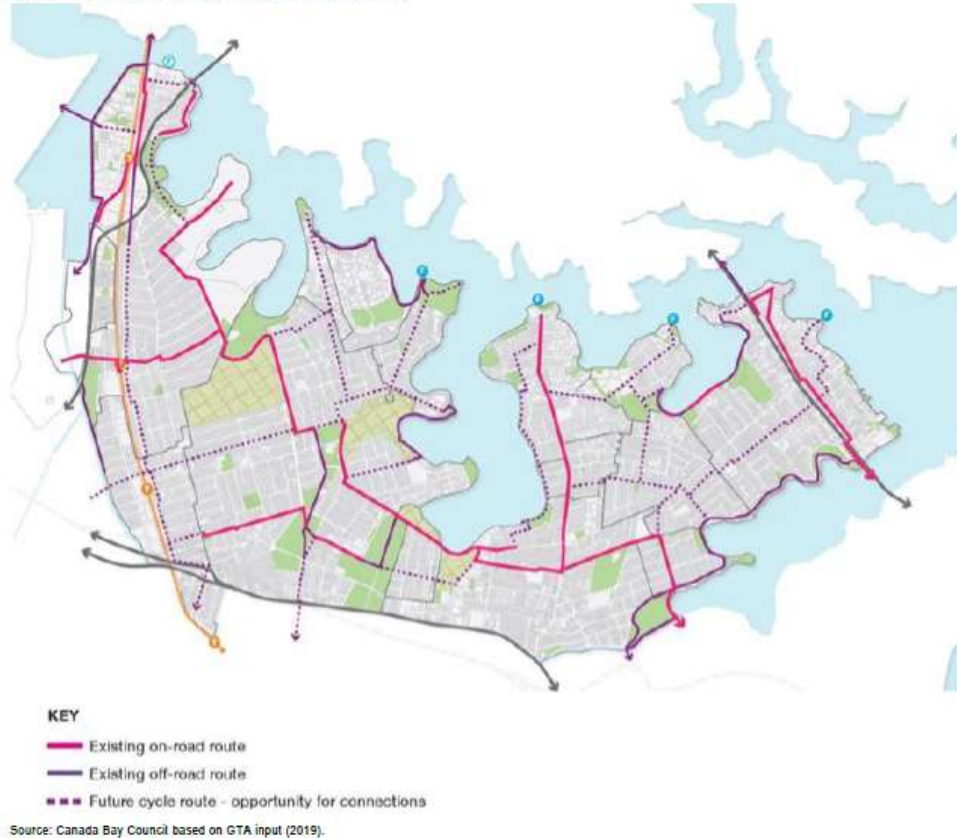 KEY
Existing on-road route
Existing off-road route
Future cycle route - opportunity for connections
Source: Canada Bay Council based on GTA input (2019).